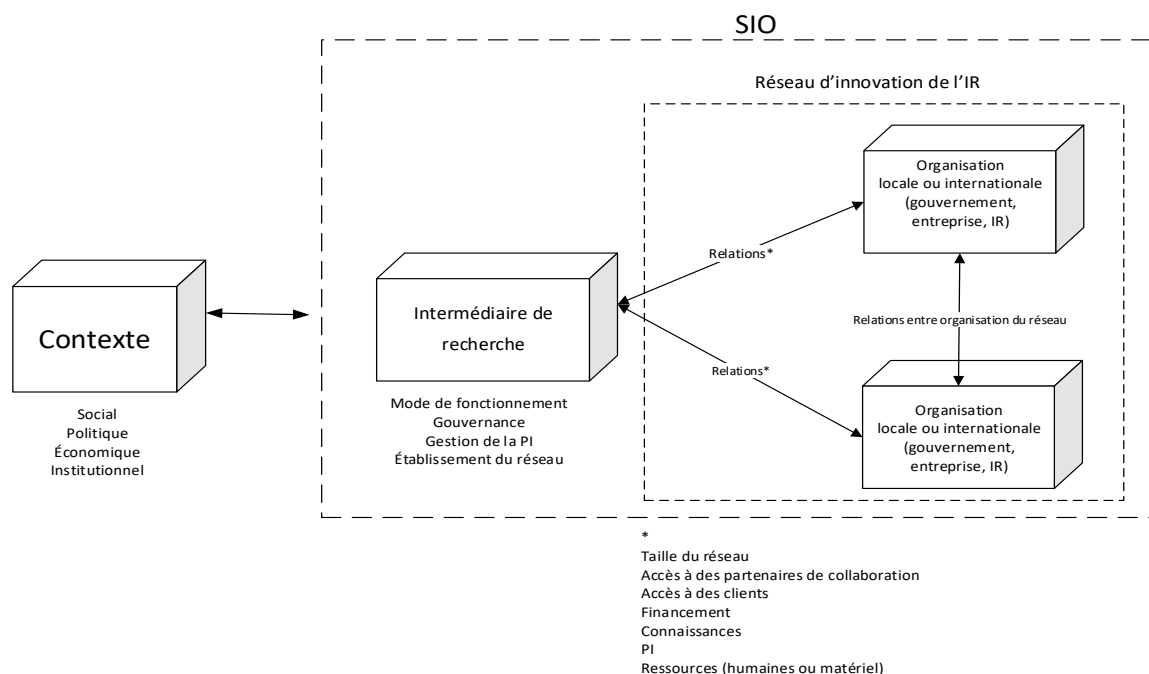 SIO
Réseau d'innovation de l'IR
Organisation
locale ou internationale
(gouvernement,
entreprise, IR)
Relations*
Contexte
Social
Politique
Économique
Institutionnel
Intermédiaire de
recherche
Mode de fonctionnement
Gouvernance
Gestion de la PI
Établissement du réseau
Relations entre organisation du réseau
Relations*
Organisation
locale ou internationale
(gouvernement,
entreprise, IR)
*
Taille du réseau
Accès à des partenaires de collaboration
Accès à des clients
Financement
Connaissances
PI
Ressources (humaines ou matériel)